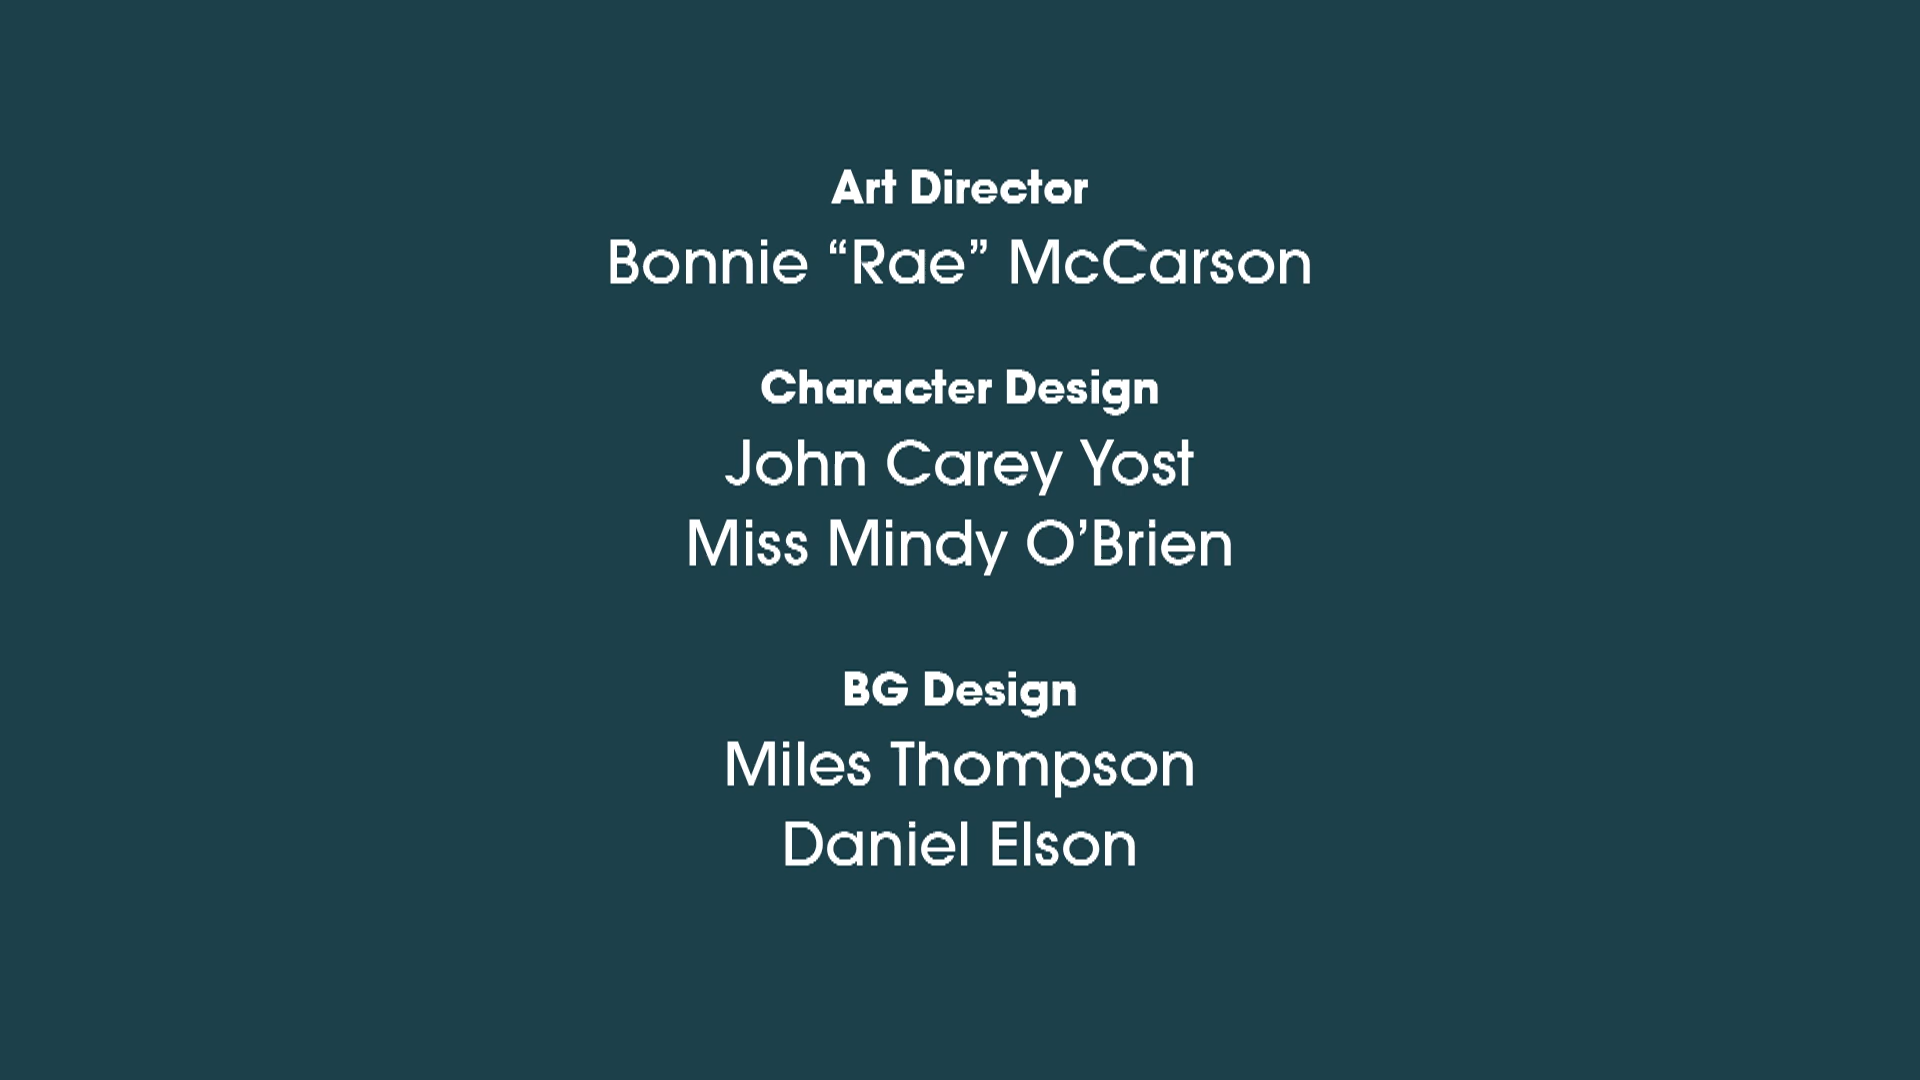 Art Director
Bonnie “Rae” McCarson
Character Design
John Carey Yost
Miss Mindy O’Brien
BG Design
Miles Thompson
Daniel Elson